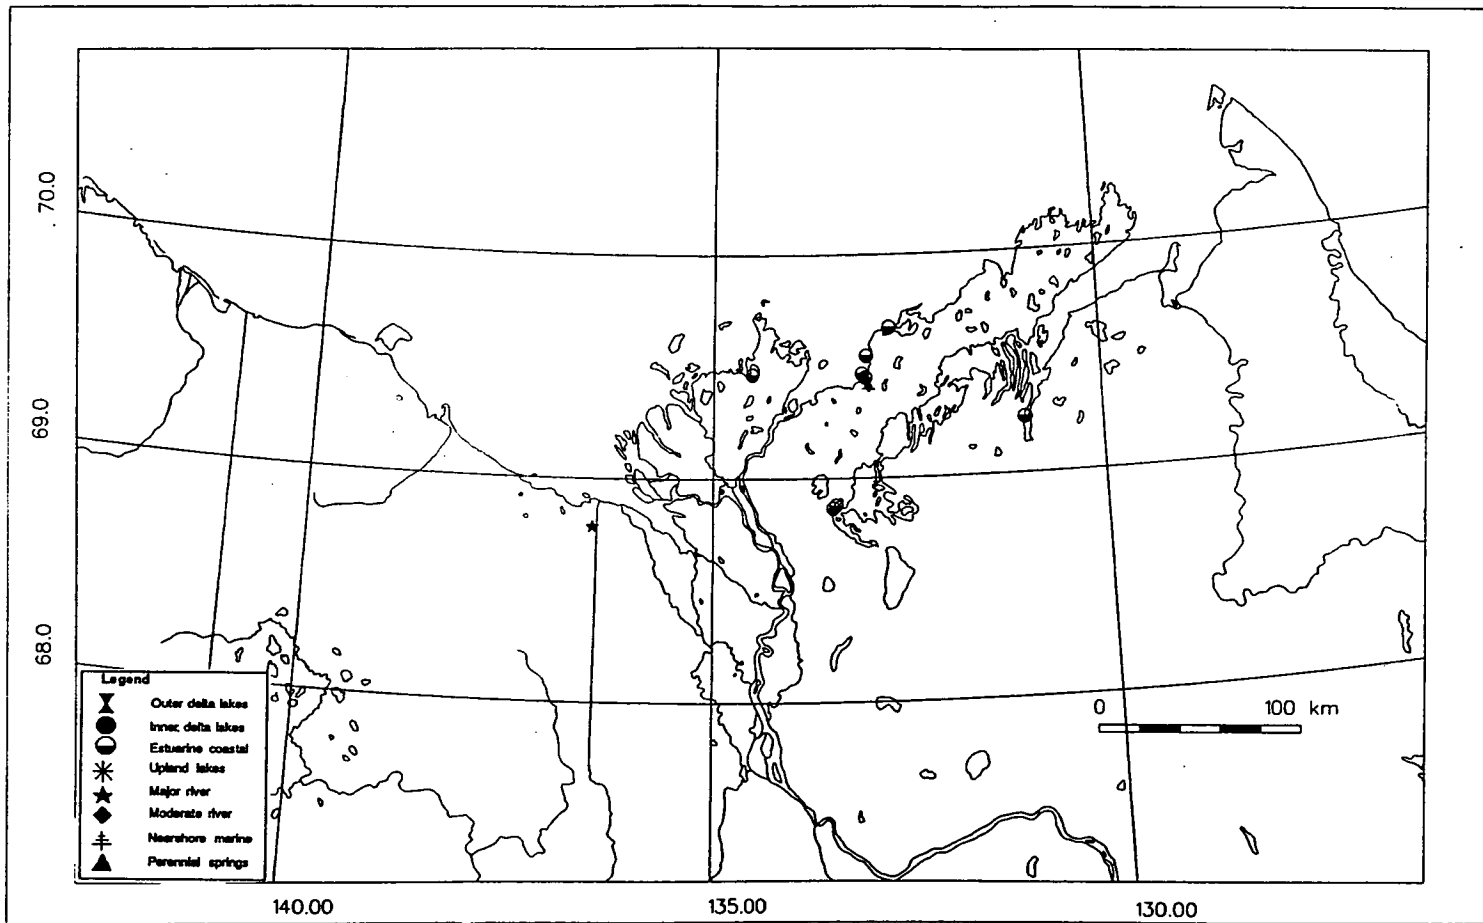 70.0
69.0
68.0
Legend
Outer delta lakes
Inner delta lakes
Estuarine coastal
Upland lakes
Major river
Moderate river
Nearshore marine
Perennial springs
0 100 km
140.00 135.00 130.00